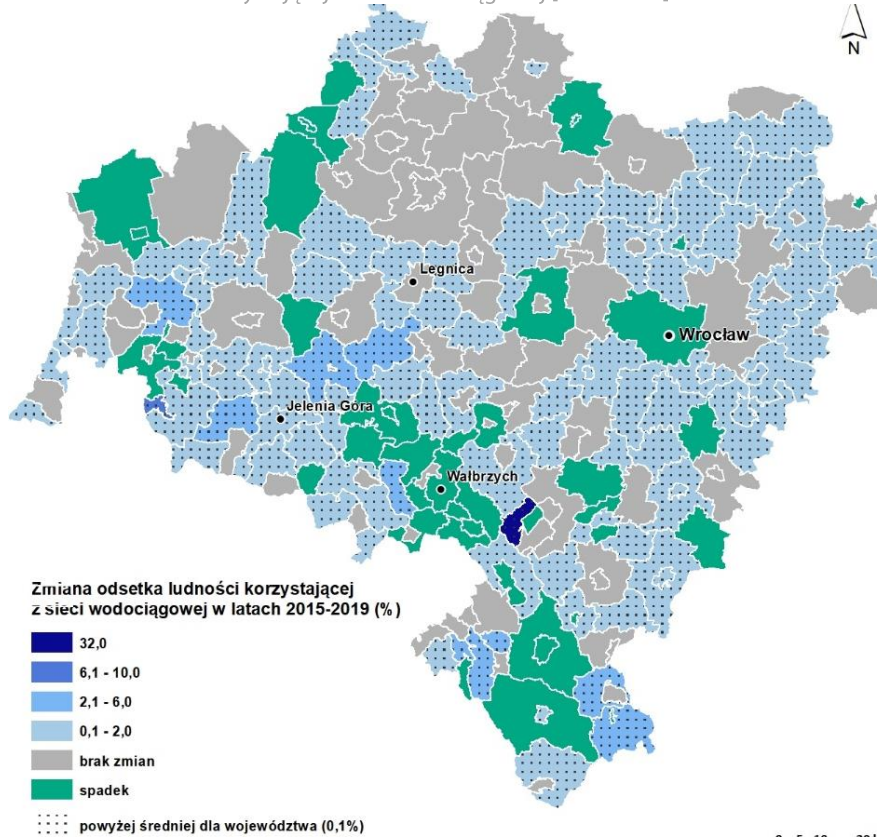 N
Legnica
Wrocław
Jelenia Góra
Wałbrzych
Zmiana odsetka ludności korzystającej
z sieci wodociągowej w latach 2015-2019 (%)
32,0
6,1 - 10,0
2,1 - 6,0
0,1 - 2,0
brak zmian
spadek
powyżej średniej dla województwa (0,1%)